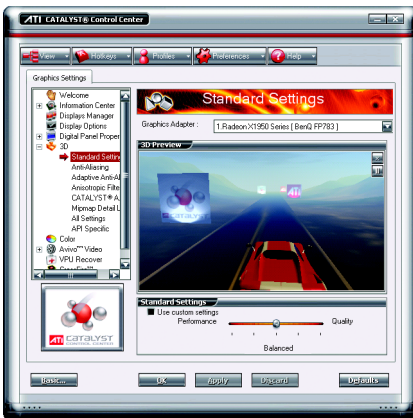 ATI CATALYST® Control Center
View
Hotkeys
Profiles
Preferences
Help
Graphics Settings
Welcome
Information Center
Displays Manager
Display Options
Digital Panel Proper
3D
Standard Settin
Anti-Aliasing
Adaptive Anti-Al
Anisotropic Filte
CATALYST® A.
Mipmap Detail L
All Settings
API Specific
Color
Avivo™ Video
VPU Recover
CrossFire™
ATI CATALYST
CONTROL CENTER
Standard Settings
Graphics Adapter :
1.Radeon X1950 Series [ BenQ FP783 ]
3D Preview
CATALYST
ATI
Standard Settings
Use custom settings
Performance
Quality
Balanced
Basic...
OK
Apply
Discard
Defaults